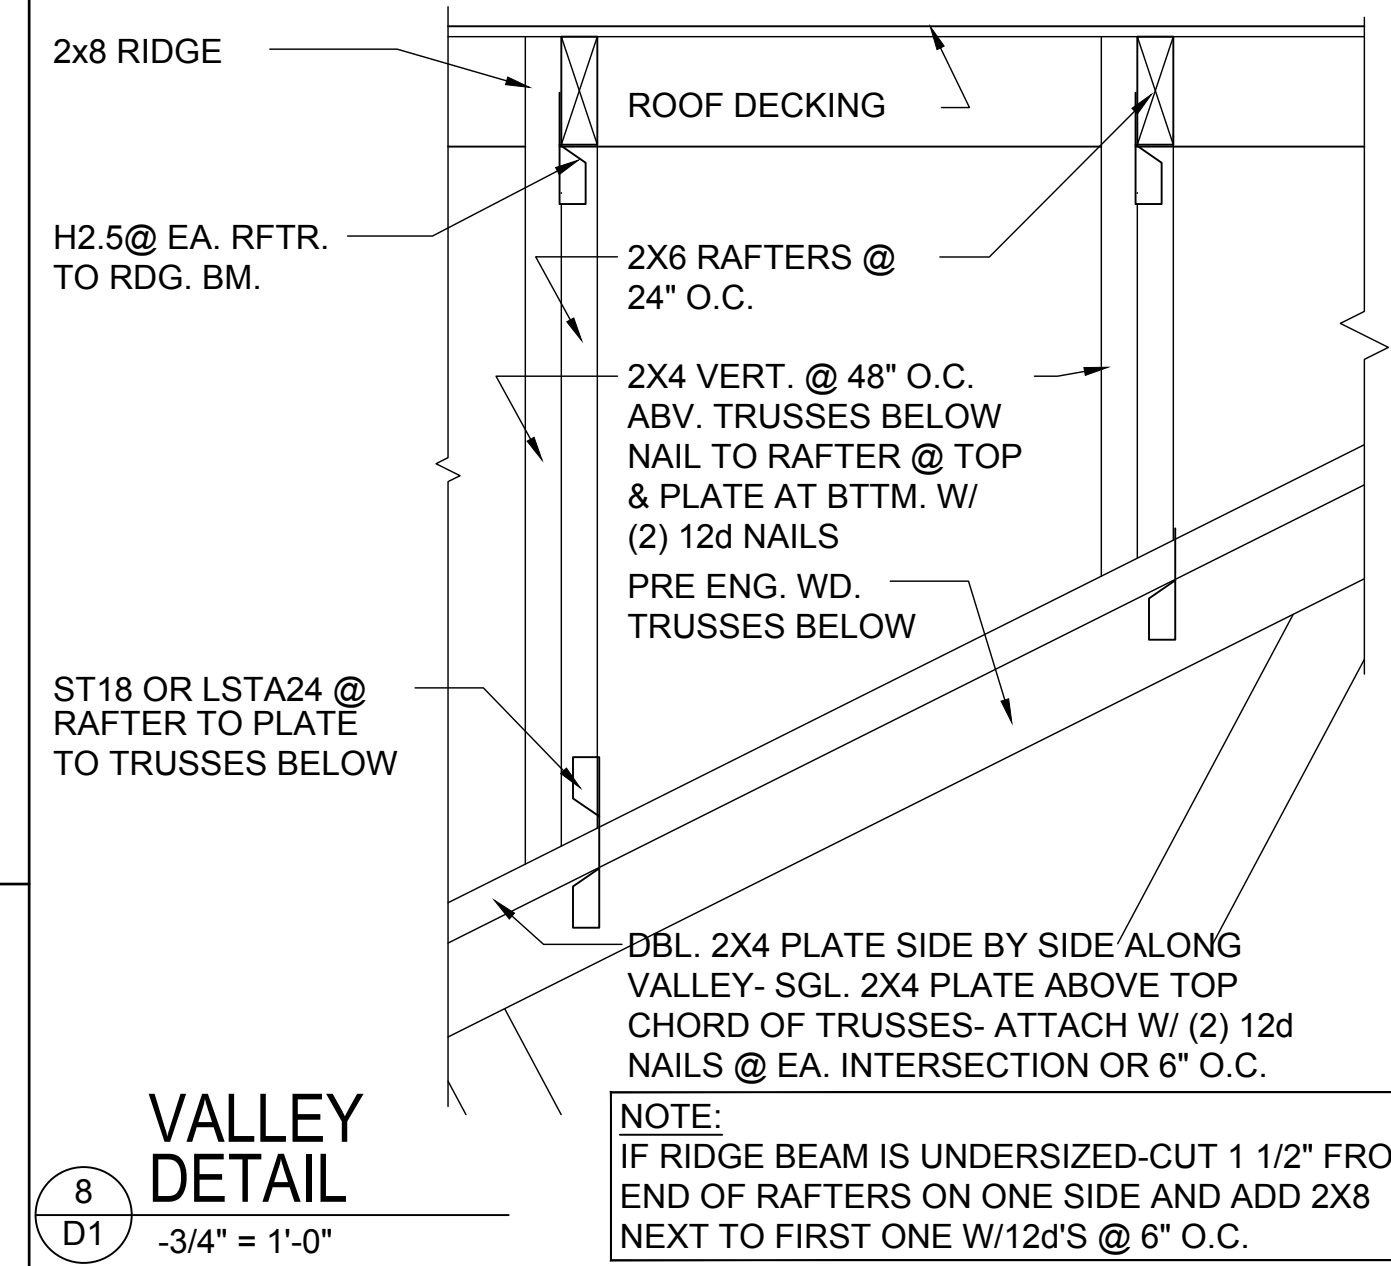 2x8 RIDGE
ROOF DECKING
H2.5@ EA. RFTR.
TO RDG. BM.
2X6 RAFTERS @
24" O.C.
2X4 VERT. @ 48" O.C.
ABV. TRUSSES BELOW
NAIL TO RAFTER @ TOP
& PLATE AT BTTM. W/
(2) 12d NAILS
PRE ENG. WD.
TRUSSES BELOW
ST18 OR LSTA24 @
RAFTER TO PLATE
TO TRUSSES BELOW
DBL. 2X4 PLATE SIDE BY SIDE ALONG
VALLEY- SGL. 2X4 PLATE ABOVE TOP
CHORD OF TRUSSES- ATTACH W/ (2) 12d
NAILS @ EA. INTERSECTION OR 6" O.C.
NOTE:
IF RIDGE BEAM IS UNDERSIZED-CUT 1 1/2" FRO
END OF RAFTERS ON ONE SIDE AND ADD 2X8
NEXT TO FIRST ONE W/12d'S @ 6" O.C.
VALLEY
DETAIL
8
D1
-3/4" = 1'-0"